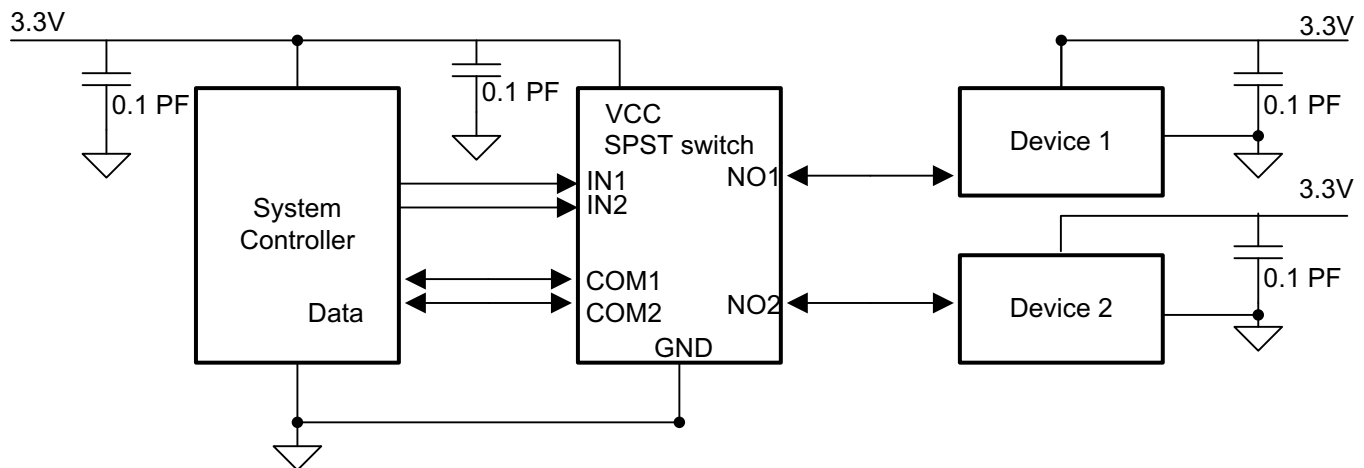 3.3V
3.3V
0.1 PF
0.1 PF
0.1 PF
VCC
SPST switch
Device 1
IN1
IN2
NO1
3.3V
System
Controller
0.1 PF
COM1
COM2
NO2
Device 2
Data
GND